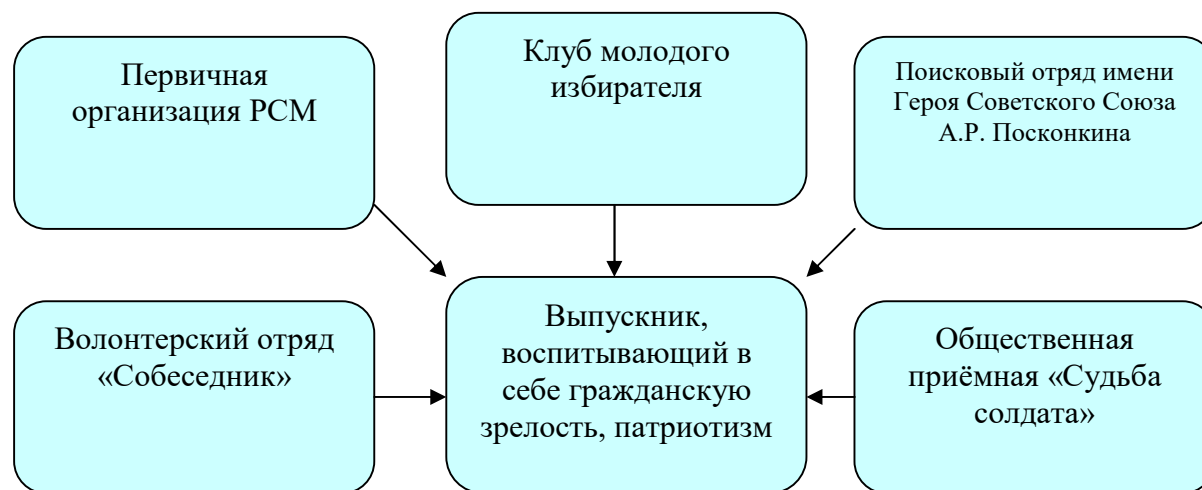 Первичная
организация РСМ
Клуб молодого
избирателя
Поисковый отряд имени
Героя Советского Союза
А.Р. Посконкина
Волонтерский отряд
«Собеседник»
Выпускник,
воспитывающий в
себе гражданскую
зрелость, патриотизм
Общественная
приёмная «Судьба
солдата»